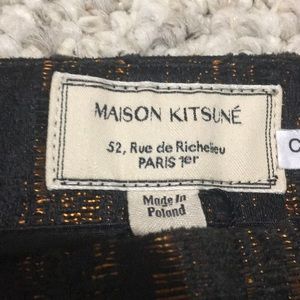 MAISON KITSUNÉ
52, Rue de Richelieu
PARIS 1er
C
Made In
Poland